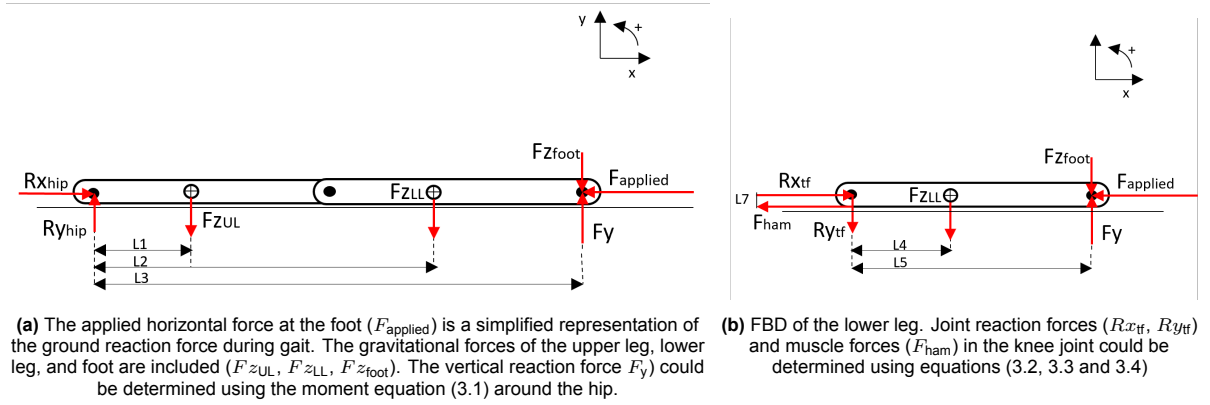 y
+
x
Rxhip
Ryhip
FzUL
FzLL
Fzfoot
Fapplied
Fy
L1
L2
L3
(a) The applied horizontal force at the foot (Fapplied) is a simplified representation of
the ground reaction force during gait. The gravitational forces of the upper leg, lower
leg, and foot are included (FzUL, FzLL, Fzfoot). The vertical reaction force Fy) could
be determined using the moment equation (3.1) around the hip.
+
x
L7
Rxtf
Fham
Rytf
FzLL
Fzfoot
Fapplied
Fy
L4
L5
(b) FBD of the lower leg. Joint reaction forces (Rxtf, Rytf)
and muscle forces (Fham) in the knee joint could be
determined using equations (3.2, 3.3 and 3.4)